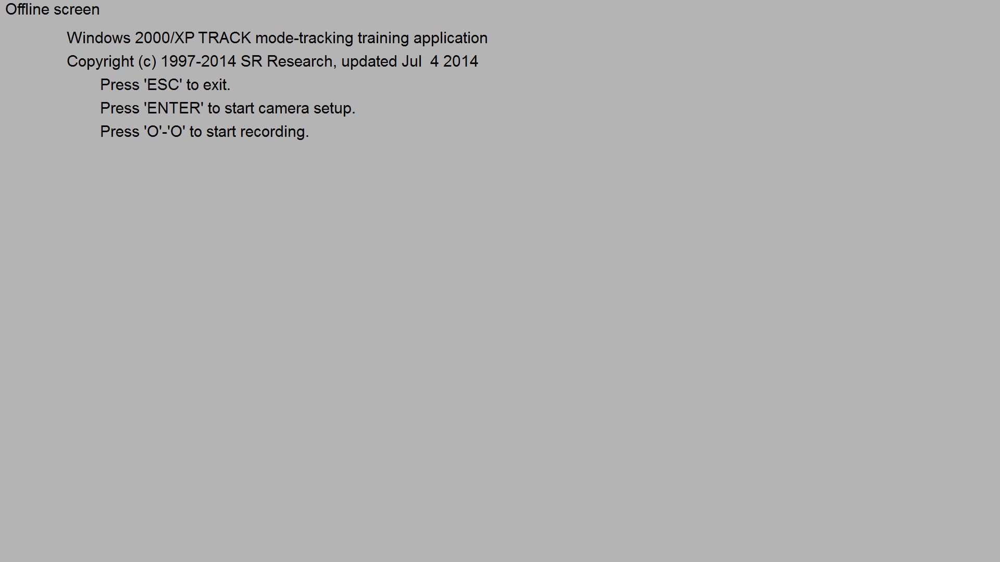 Offline screen
Windows 2000/XP TRACK mode-tracking training application
Copyright (c) 1997-2014 SR Research, updated Jul  4 2014
Press 'ESC' to exit.
Press 'ENTER' to start camera setup.
Press 'O'-'O' to start recording.